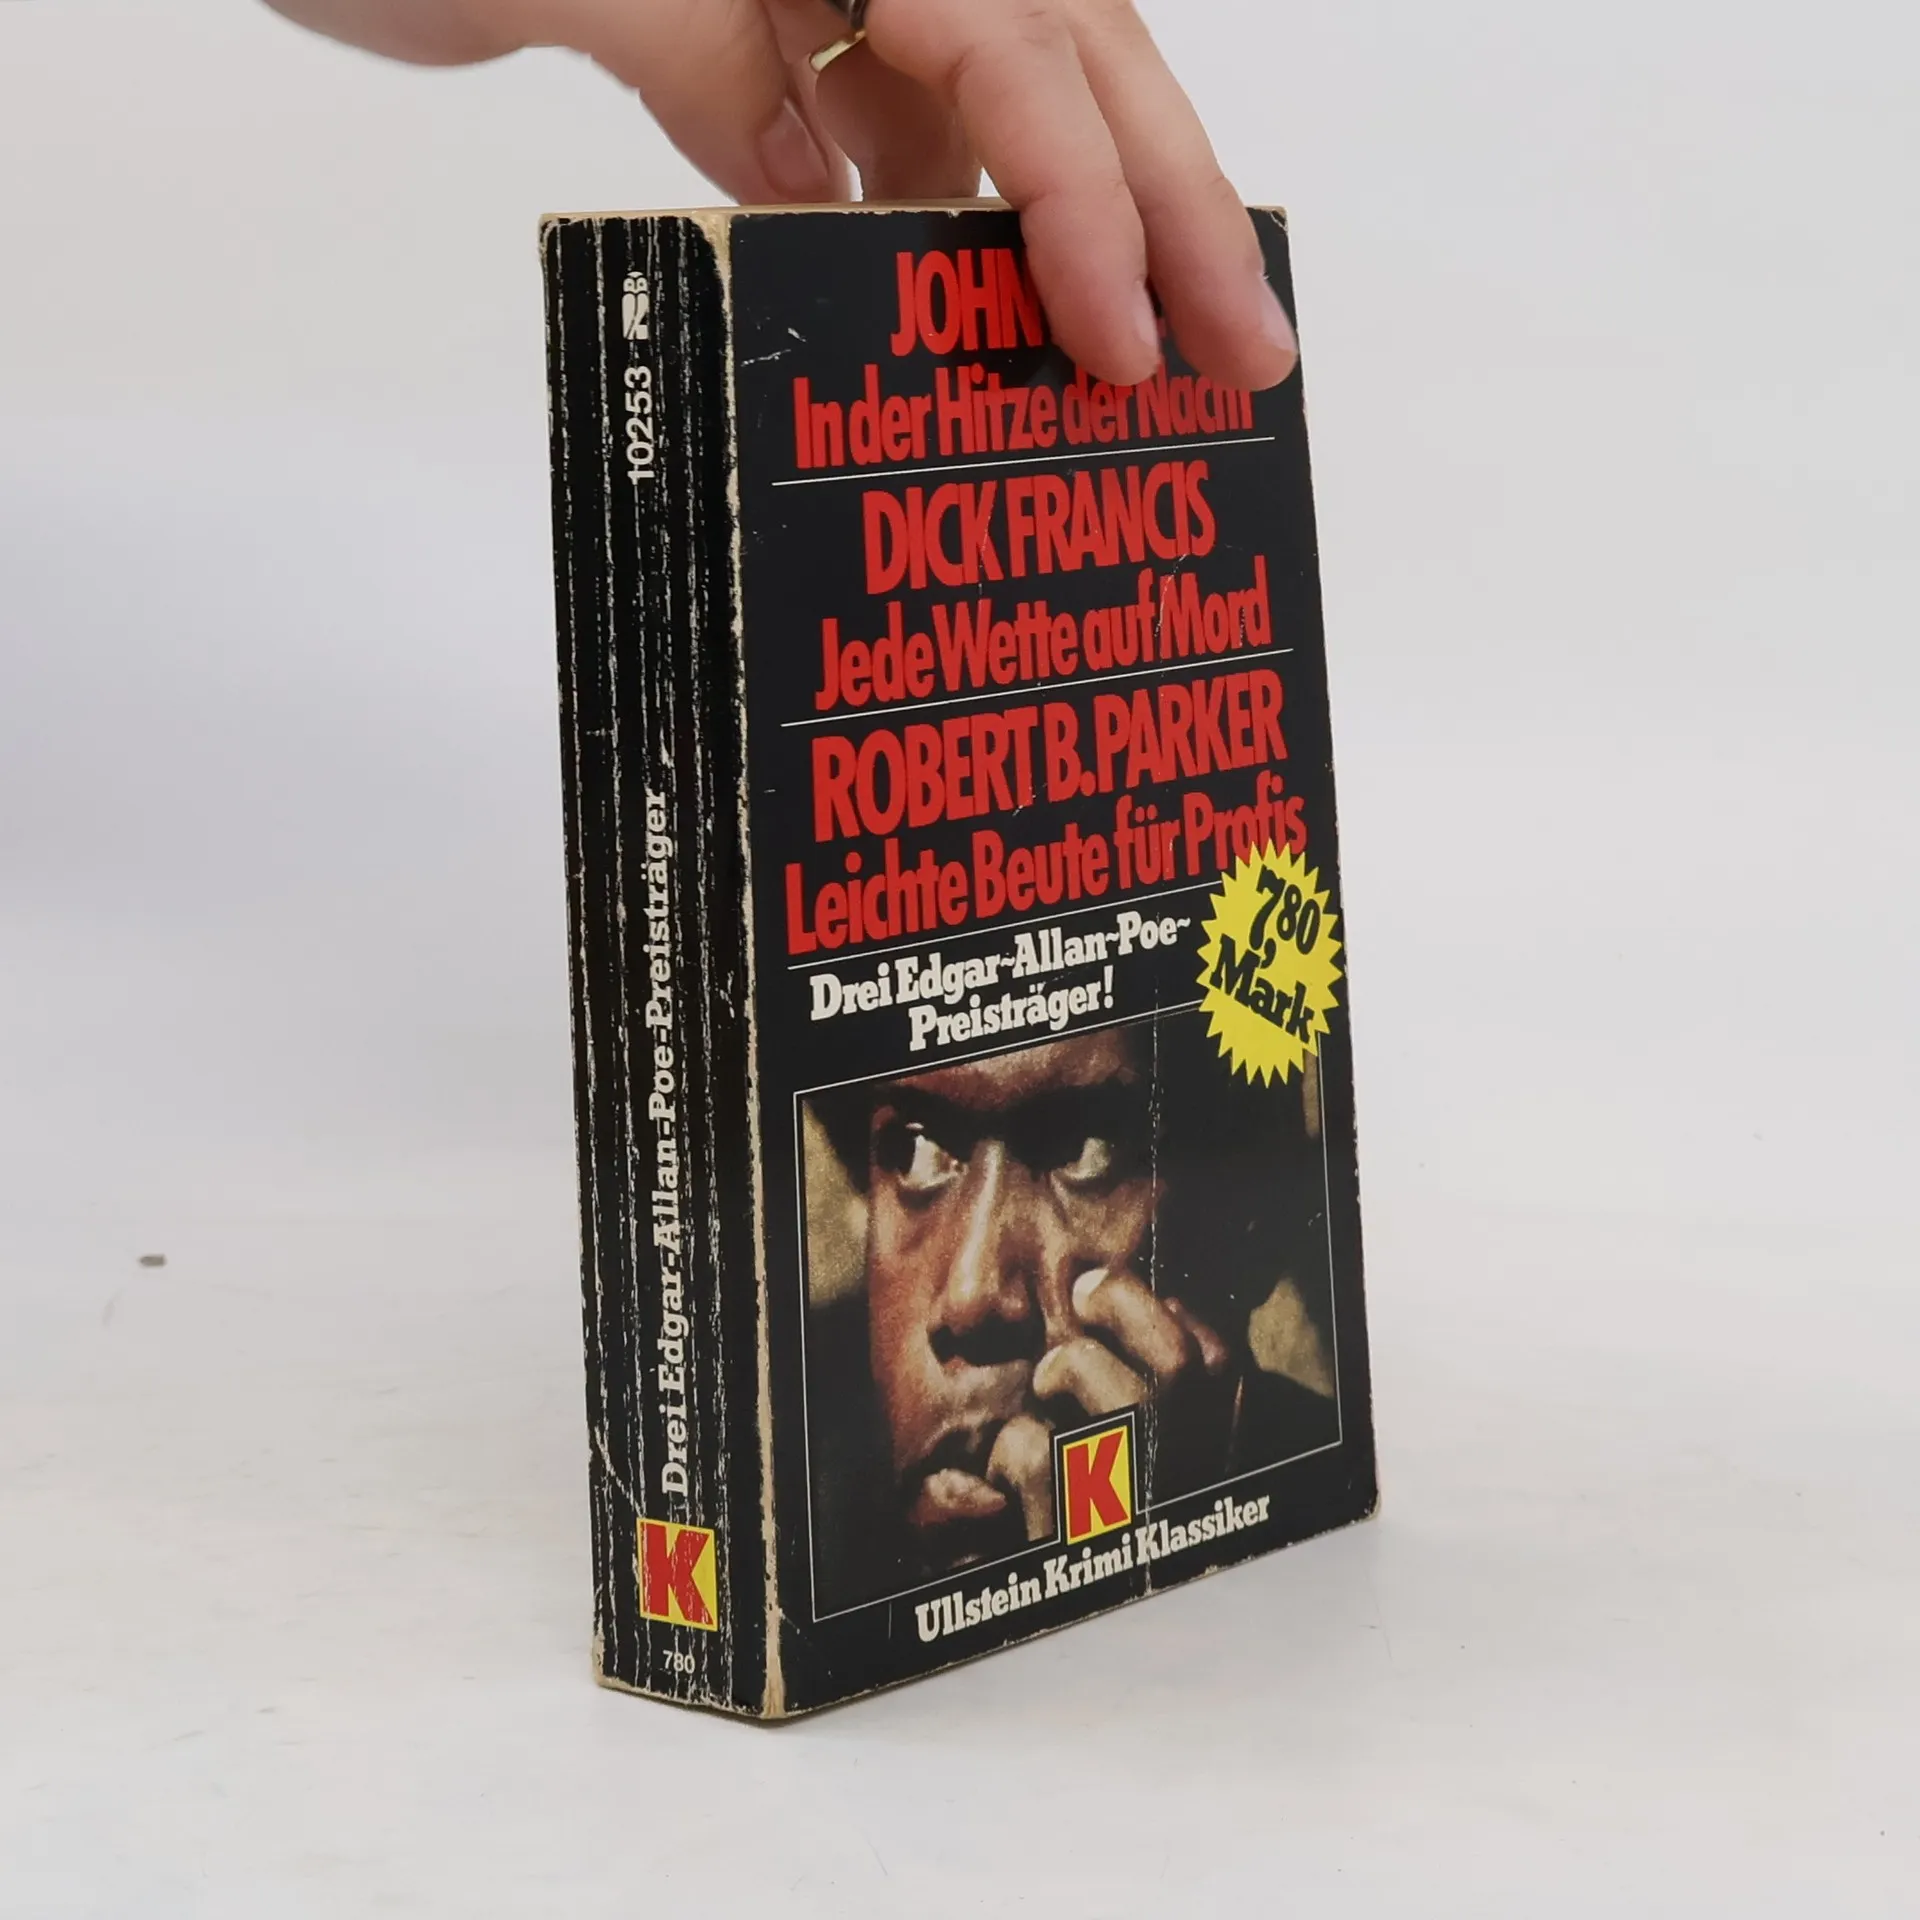 JOHN
In der Hitze der Nacht
DICK FRANCIS
Jede Wette auf Mord
ROBERT B. PARKER
Leichte Beute für Profis
7,80
Mark
Drei Edgar~Allan~Poe~
Preisträger!
K
Ullstein Krimi Klassiker
10253
Drei Edgar-Allan-Poe-Preisträger
K
780